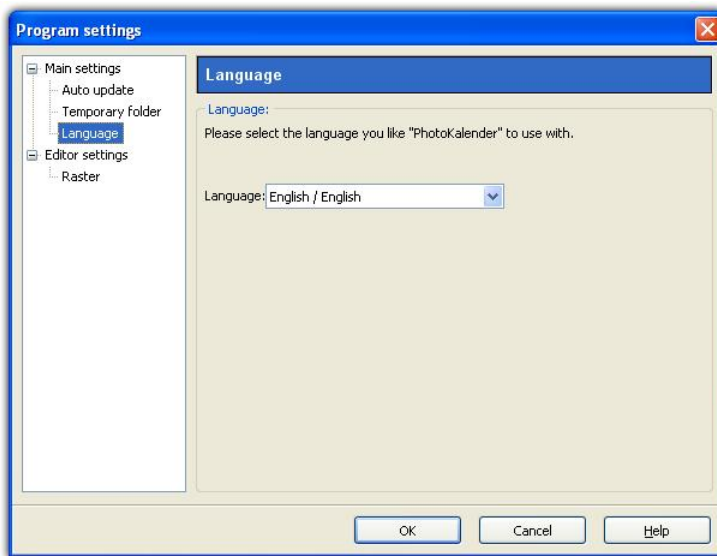 Program settings
Main settings
Auto update
Temporary folder
Language
Editor settings
Raster
Language
Language:
Please select the language you like "PhotoKalender" to use with.
Language: English / English
OK Cancel Help